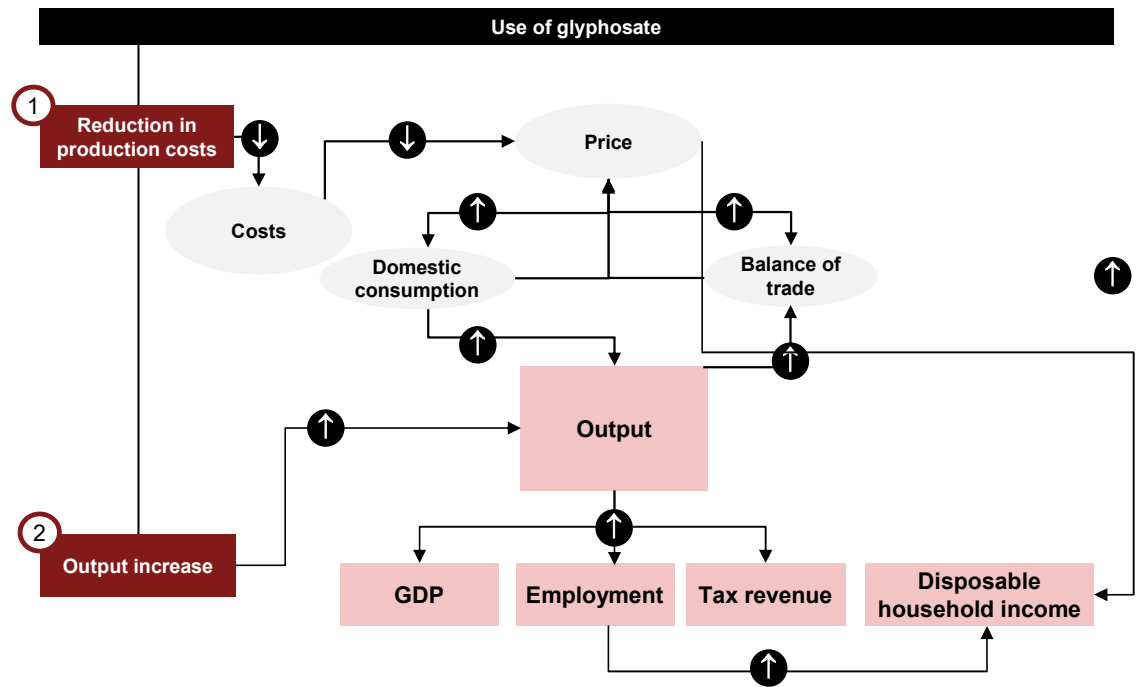 Use of glyphosate
1
Reduction in
production costs
Price
Costs
Domestic
consumption
Balance of
trade
Output
2
Output increase
GDP
Employment
Tax revenue
Disposable
household income